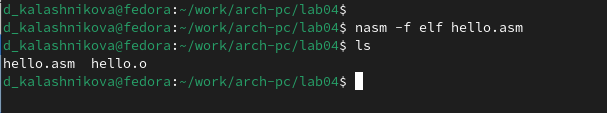 d_kalashnikova@fedora:~/work/arch-pc/lab04$
d_kalashnikova@fedora:~/work/arch-pc/lab04$ nasm -f elf hello.asm
d_kalashnikova@fedora:~/work/arch-pc/lab04$ ls
hello.asm  hello.o
d_kalashnikova@fedora:~/work/arch-pc/lab04$